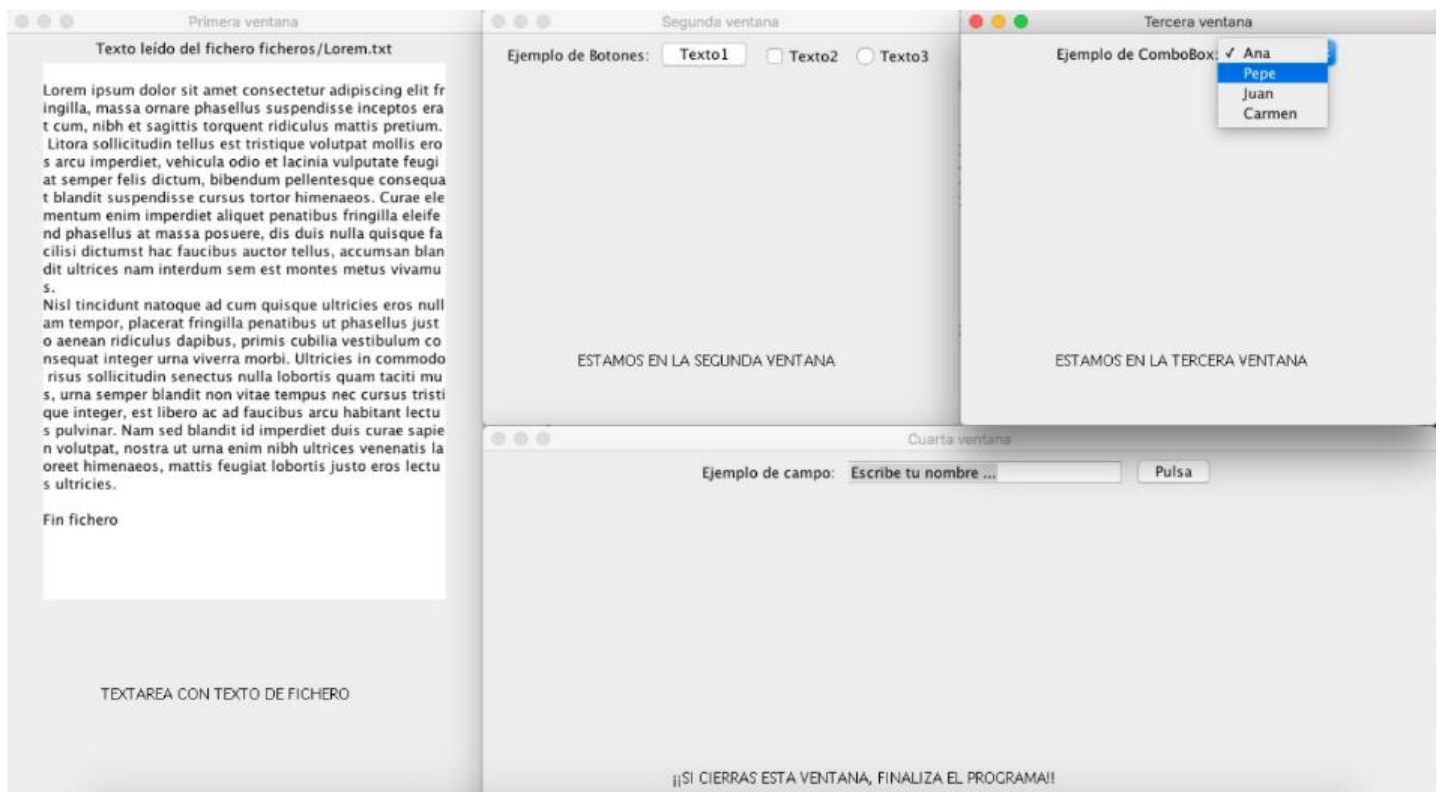 Primera ventana
Texto leído del fichero ficheros/Lorem.txt
Lorem ipsum dolor sit amet consectetur adipiscing elit fr
ingilla, massa ornare phasellus suspendisse inceptos era
t cum, nibh et sagittis torquent ridiculus mattis pretium.
Litora sollicitudin tellus est tristique volutpat mollis ero
s arcu imperdiet, vehicula odio et lacinia vulputate feugi
at semper felis dictum, bibendum pellentesque consequa
t blandit suspendisse cursus tortor himenaeos. Curae ele
mentum enim imperdiet aliquet penatibus fringilla eleife
nd phasellus at massa posuere, dis duis nulla quisque fa
cilisi dictumst hac faucibus auctor tellus, accumsan blan
dit ultrices nam interdum sem est montes metus vivamu
s.
Nisl tincidunt natoque ad cum quisque ultricies eros null
am tempor, placerat fringilla penatibus ut phasellus just
o aenean ridiculus dapibus, primis cubilia vestibulum co
nsequat integer urna viverra morbi. Ultricies in commodo
risus sollicitudin senectus nulla lobortis quam taciti mu
s, urna semper blandit non vitae tempus nec cursus tristi
que integer, est libero ac ad faucibus arcu habitant lectu
s pulvinar. Nam sed blandit id imperdiet duis curae sapie
n volutpat, nostra ut urna enim nibh ultrices venenatis la
oreet himenaeos, mattis feugiat lobortis justo eros lectu
s ultricies.
Fin fichero
TEXTAREA CON TEXTO DE FICHERO
Segunda ventana
Ejemplo de Botones: Texto1 Texto2 Texto3
ESTAMOS EN LA SEGUNDA VENTANA
Tercera ventana
Ejemplo de ComboBox: ✓ Ana
Pepe
Juan
Carmen
ESTAMOS EN LA TERCERA VENTANA
Cuarta ventana
Ejemplo de campo: Escribe tu nombre ... Pulsa
¡¡SI CIERRAS ESTA VENTANA, FINALIZA EL PROGRAMA!!